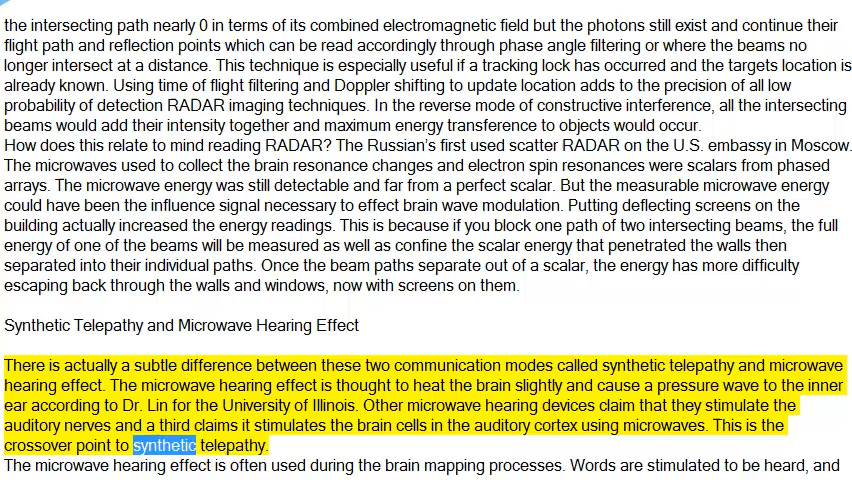 the intersecting path nearly 0 in terms of its combined electromagnetic field but the photons still exist and continue their
flight path and reflection points which can be read accordingly through phase angle filtering or where the beams no
longer intersect at a distance. This technique is especially useful if a tracking lock has occurred and the targets location is
already known. Using time of flight filtering and Doppler shifting to update location adds to the precision of all low
probability of detection RADAR imaging techniques. In the reverse mode of constructive interference, all the intersecting
beams would add their intensity together and maximum energy transference to objects would occur.
How does this relate to mind reading RADAR? The Russian's first used scatter RADAR on the U.S. embassy in Moscow.
The microwaves used to collect the brain resonance changes and electron spin resonances were scalars from phased
arrays. The microwave energy was still detectable and far from a perfect scalar. But the measurable microwave energy
could have been the influence signal necessary to effect brain wave modulation. Putting deflecting screens on the
building actually increased the energy readings. This is because if you block one path of two intersecting beams, the full
energy of one of the beams will be measured as well as confine the scalar energy that penetrated the walls then
separated into their individual paths. Once the beam paths separate out of a scalar, the energy has more difficulty
escaping back through the walls and windows, now with screens on them.
Synthetic Telepathy and Microwave Hearing Effect
There is actually a subtle difference between these two communication modes called synthetic telepathy and microwave
hearing effect. The microwave hearing effect is thought to heat the brain slightly and cause a pressure wave to the inner
ear according to Dr. Lin for the University of Illinois. Other microwave hearing devices claim that they stimulate the
auditory nerves and a third claims it stimulates the brain cells in the auditory cortex using microwaves. This is the
crossover point to synthetic telepathy.
The microwave hearing effect is often used during the brain mapping processes. Words are stimulated to be heard, and